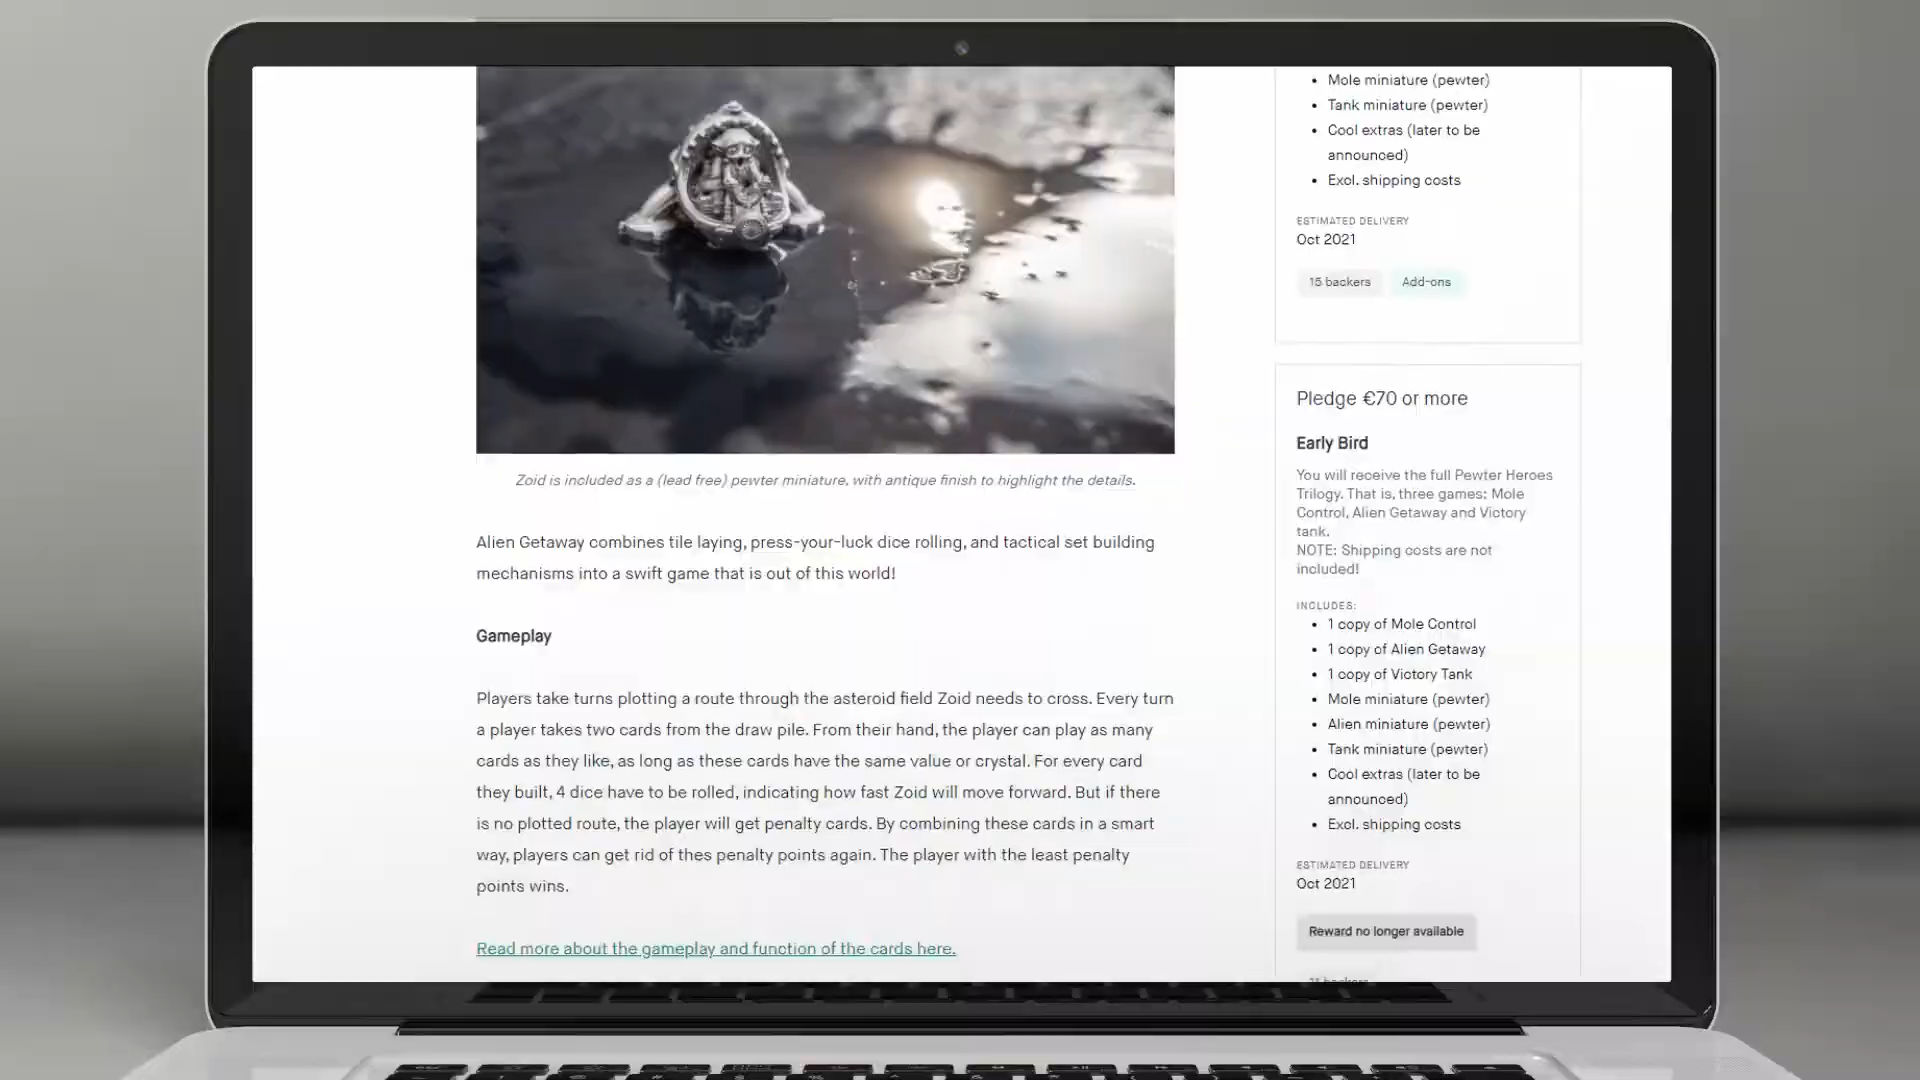 Zoid is included as a (lead free) pewter miniature, with antique finish to highlight the details.
Alien Getaway combines tile laying, press-your-luck dice rolling, and tactical set building
mechanisms into a swift game that is out of this world!
Gameplay
Players take turns plotting a route through the asteroid field Zoid needs to cross. Every turn
a player takes two cards from the draw pile. From their hand, the player can play as many
cards as they like, as long as these cards have the same value or crystal. For every card
they built, 4 dice have to be rolled, indicating how fast Zoid will move forward. But if there
is no plotted route, the player will get penalty cards. By combining these cards in a smart
way, players can get rid of thes penalty points again. The player with the least penalty
points wins.
Read more about the gameplay and function of the cards here.
• Mole miniature (pewter)
• Tank miniature (pewter)
• Cool extras (later to be
announced)
• Excl. shipping costs
ESTIMATED DELIVERY
Oct 2021
15 backers Add-ons
Pledge €70 or more
Early Bird
You will receive the full Pewter Heroes
Trilogy. That is, three games: Mole
Control, Alien Getaway and Victory
tank.
NOTE: Shipping costs are not
included!
INCLUDES:
• 1 copy of Mole Control
• 1 copy of Alien Getaway
• 1 copy of Victory Tank
• Mole miniature (pewter)
• Alien miniature (pewter)
• Tank miniature (pewter)
• Cool extras (later to be
announced)
• Excl. shipping costs
ESTIMATED DELIVERY
Oct 2021
Reward no longer available